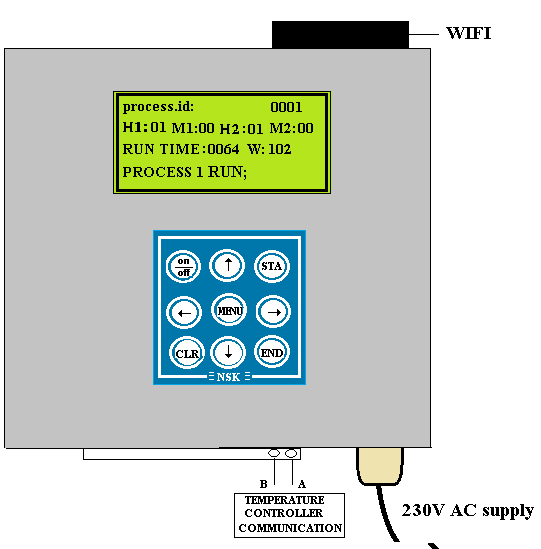 WIFI
process.id: 0001
H1:01 M1:00 H2:01 M2:00
RUN TIME:0064 W:102
PROCESS 1 RUN;
on
off
↑
STA
←
MENU
→
CLR
↓
END
NSK
B A
TEMPERATURE
CONTROLLER
COMMUNICATION
230V AC supply